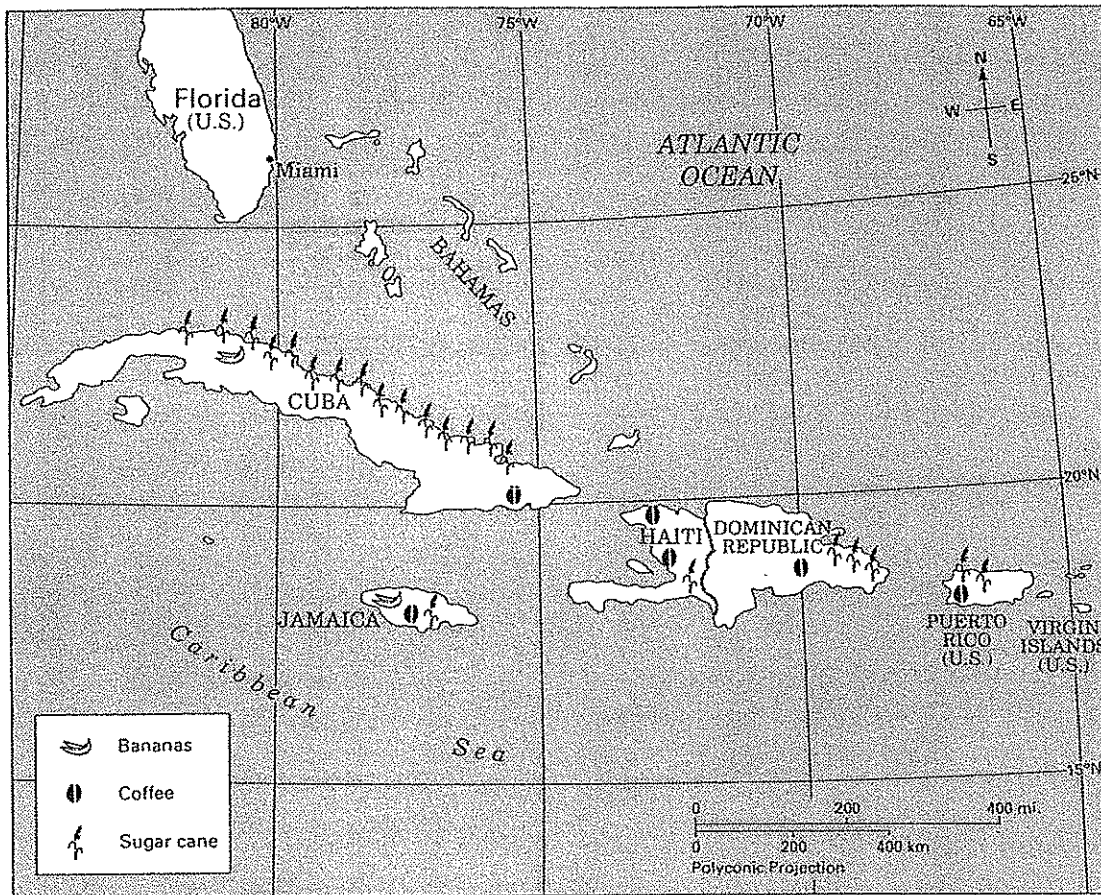 80°W
75°W
70°W
65°W
N
W E
S
Florida
(U.S.)
Miami
ATLANTIC
OCEAN
25°N
BAHAMAS
CUBA
20°N
HAITI
DOMINICAN
REPUBLIC
JAMAICA
PUERTO
RICO
(U.S.)
VIRGIN
ISLANDS
(U.S.)
Caribbean
Sea
15°N
Bananas
Coffee
Sugar cane
0 200 400 mi.
0 200 400 km
Polyconic Projection